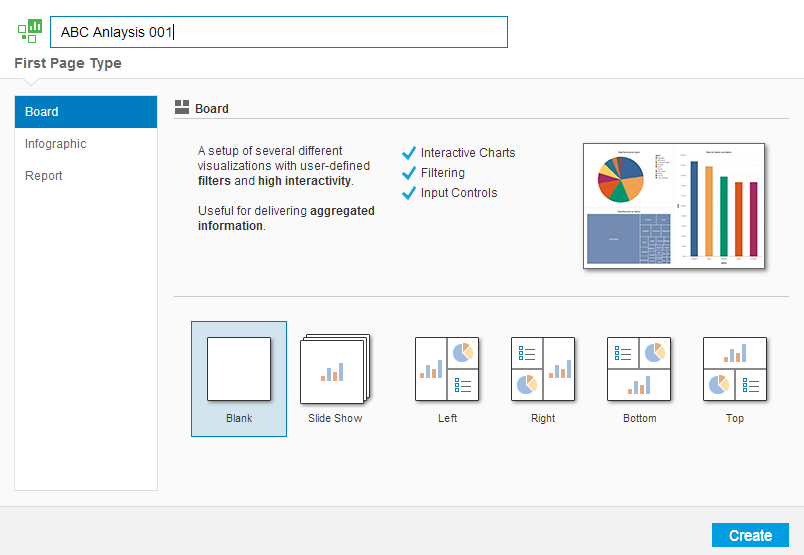 ABC Anlaysis 001
First Page Type
Board
Infographic
Report
Board
A setup of several different
visualizations with user-defined
filters and high interactivity.
Useful for delivering aggregated
information.
Interactive Charts
Filtering
Input Controls
Blank
Slide Show
Left
Right
Bottom
Top
Create